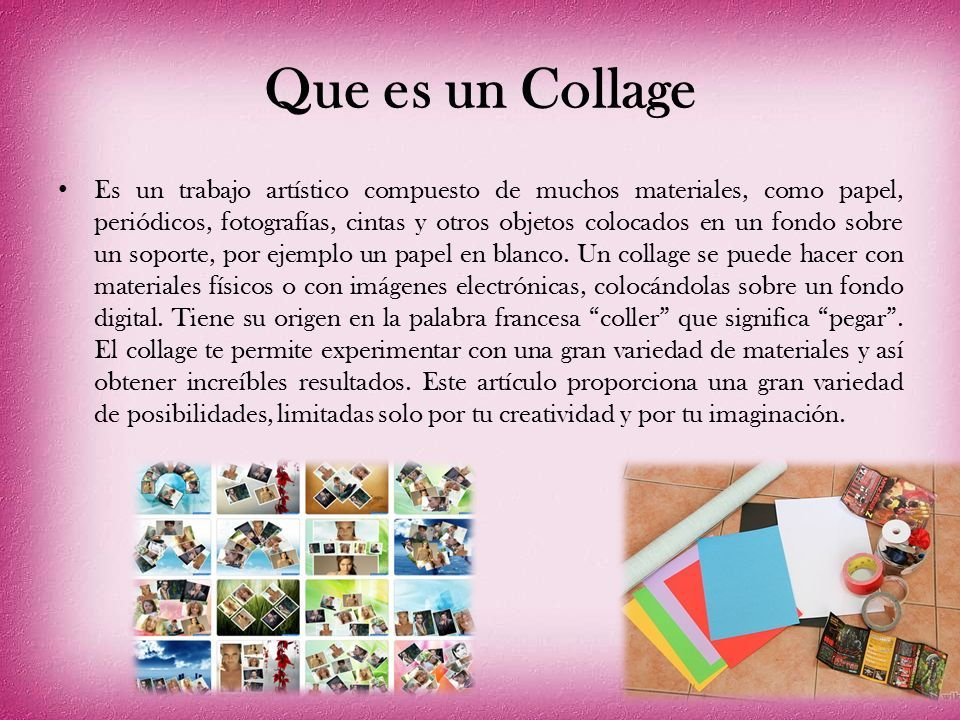 Que es un Collage
• Es un trabajo artístico compuesto de muchos materiales, como papel,
periódicos, fotografías, cintas y otros objetos colocados en un fondo sobre
un soporte, por ejemplo un papel en blanco. Un collage se puede hacer con
materiales físicos o con imágenes electrónicas, colocándolas sobre un fondo
digital. Tiene su origen en la palabra francesa “coller” que significa “pegar”.
El collage te permite experimentar con una gran variedad de materiales y así
obtener increíbles resultados. Este artículo proporciona una gran variedad
de posibilidades, limitadas solo por tu creatividad y por tu imaginación.